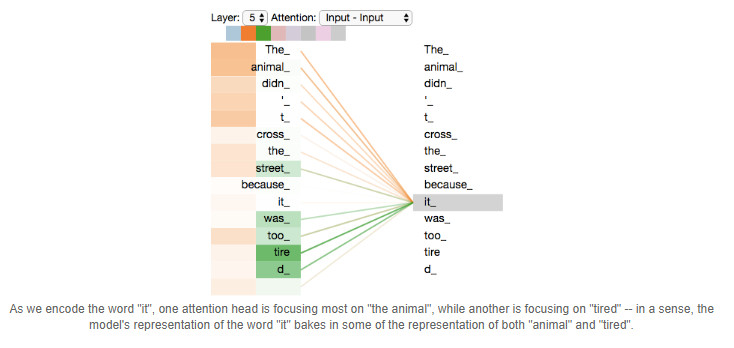 Layer: 5 Attention: Input - Input
The_ The_
animal_ animal_
didn_ didn_
'_ '_
t_ t_
cross_ cross_
the_ the_
street_ street_
because_ because_
it_ it_
was_ was_
too_ too_
tire tire
d_ d_
As we encode the word "it", one attention head is focusing most on "the animal", while another is focusing on "tired" -- in a sense, the
model's representation of the word "it" bakes in some of the representation of both "animal" and "tired".